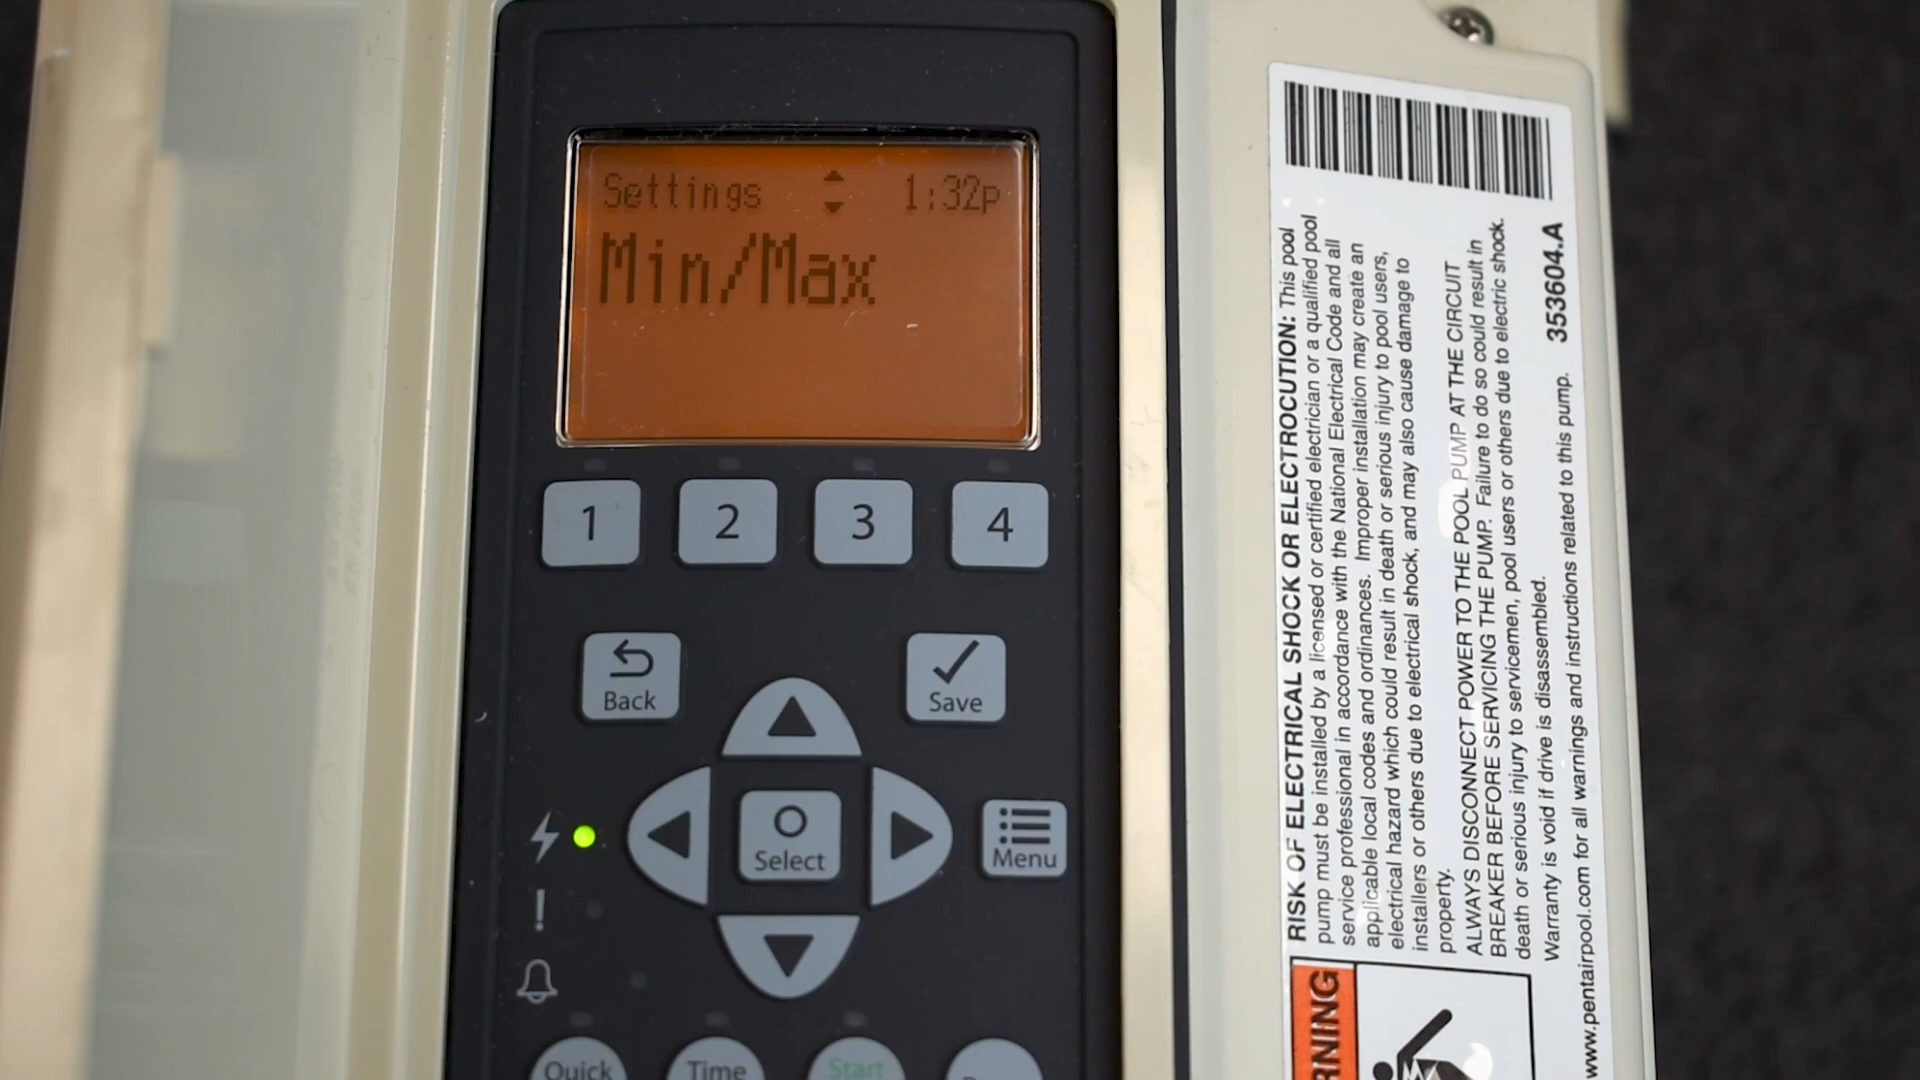 Settings 1:32p
Min/Max
1 2 3 4
Back Save
Select Menu
Quick Time Start
RISK OF ELECTRICAL SHOCK OR ELECTROCUTION: This pool
pump must be installed by a licensed or certified electrician or a qualified pool
service professional in accordance with the National Electrical Code and all
applicable local codes and ordinances. Improper installation may create an
electrical hazard which could result in death or serious injury to pool users,
installers or others due to electrical shock, and may also cause damage to
property.
ALWAYS DISCONNECT POWER TO THE POOL PUMP AT THE CIRCUIT
BREAKER BEFORE SERVICING THE PUMP. Failure to do so could result in
death or serious injury to servicemen, pool users or others due to electric shock.
Warranty is void if drive is disassembled.
353604.A
www.pentairpool.com for all warnings and instructions related to this pump.
RNING